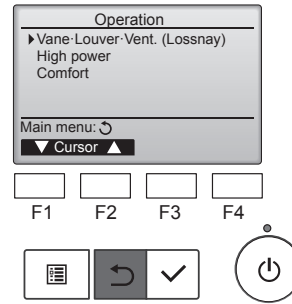 Operation
Vane·Louver·Vent. (Lossnay)
High power
Comfort
Main menu:
Cursor
F1 F2 F3 F4